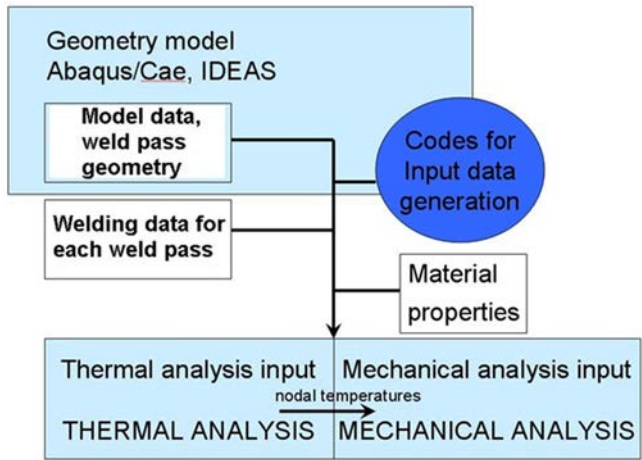 Geometry model
Abaqus/Cae, IDEAS
Model data,
weld pass
geometry
Codes for
Input data
generation
Welding data for
each weld pass
Material
properties
Thermal analysis input
Mechanical analysis input
nodal temperatures
THERMAL ANALYSIS
MECHANICAL ANALYSIS